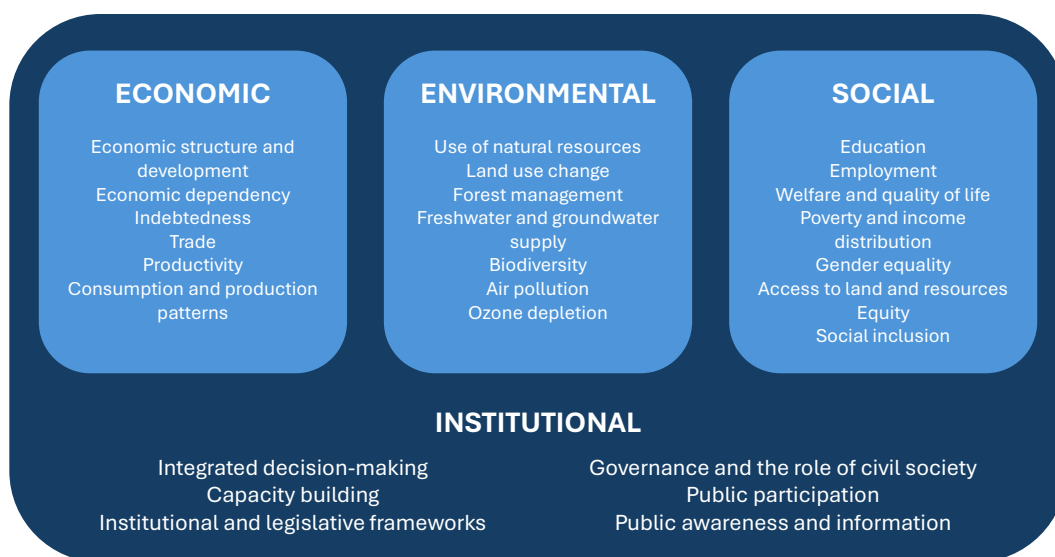 ECONOMIC
Economic structure and
development
Economic dependency
Indebtedness
Trade
Productivity
Consumption and production
patterns
ENVIRONMENTAL
Use of natural resources
Land use change
Forest management
Freshwater and groundwater
supply
Biodiversity
Air pollution
Ozone depletion
SOCIAL
Education
Employment
Welfare and quality of life
Poverty and income
distribution
Gender equality
Access to land and resources
Equity
Social inclusion
INSTITUTIONAL
Integrated decision-making
Capacity building
Institutional and legislative frameworks
Governance and the role of civil society
Public participation
Public awareness and information